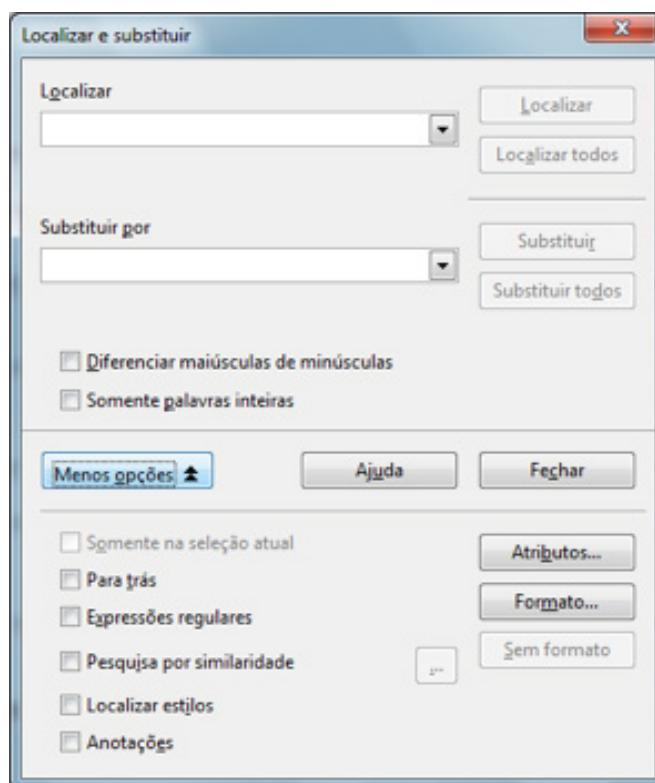 Localizar e substituir
Localizar
Localizar
Localizar todos
Substituir por
Substituir
Substituir todos
Diferenciar maiúsculas de minúsculas
Somente palavras inteiras
Menos opções
Ajuda
Fechar
Somente na seleção atual
Atributos...
Para trás
Formato...
Expressões regulares
Pesquisa por similaridade
...
Sem formato
Localizar estilos
Anotações